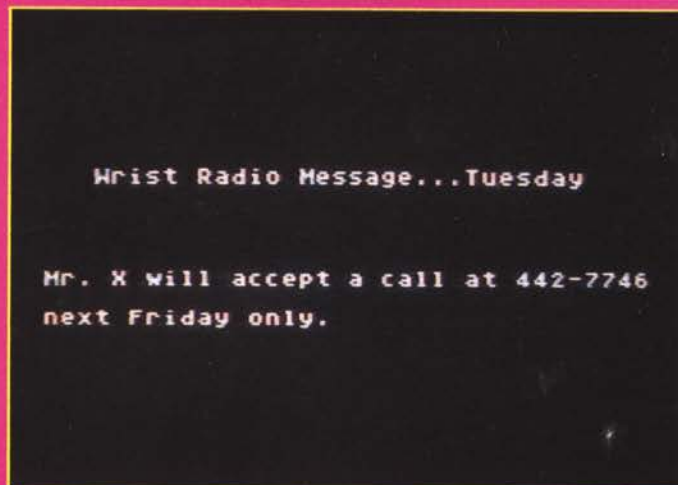 Wrist Radio Message...Tuesday
Mr. X will accept a call at 442-7746
next Friday only.